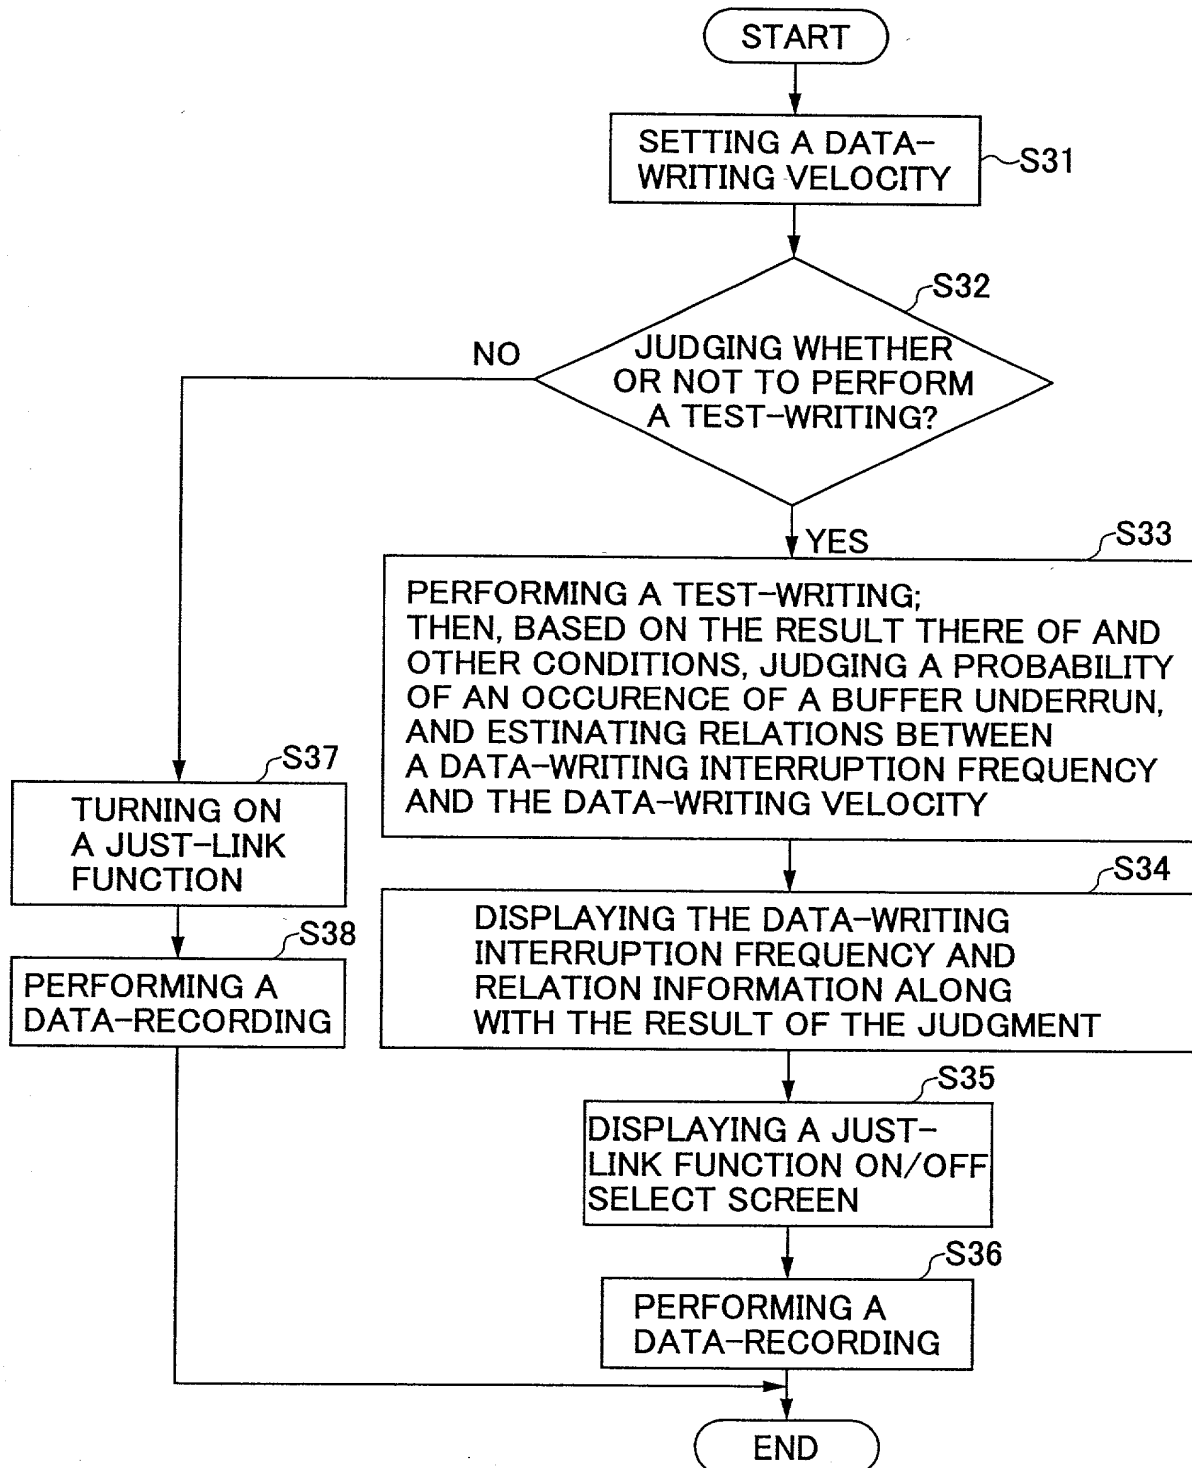 START
SETTING A DATA-
WRITING VELOCITY
S31
S32
JUDGING WHETHER
OR NOT TO PERFORM
A TEST-WRITING?
NO
YES
S33
PERFORMING A TEST-WRITING;
THEN, BASED ON THE RESULT THERE OF AND
OTHER CONDITIONS, JUDGING A PROBABILITY
OF AN OCCURENCE OF A BUFFER UNDERRUN,
AND ESTINATING RELATIONS BETWEEN
A DATA-WRITING INTERRUPTION FREQUENCY
AND THE DATA-WRITING VELOCITY
S37
TURNING ON
A JUST-LINK
FUNCTION
S34
DISPLAYING THE DATA-WRITING
INTERRUPTION FREQUENCY AND
RELATION INFORMATION ALONG
WITH THE RESULT OF THE JUDGMENT
S38
PERFORMING A
DATA-RECORDING
S35
DISPLAYING A JUST-
LINK FUNCTION ON/OFF
SELECT SCREEN
S36
PERFORMING A
DATA-RECORDING
END